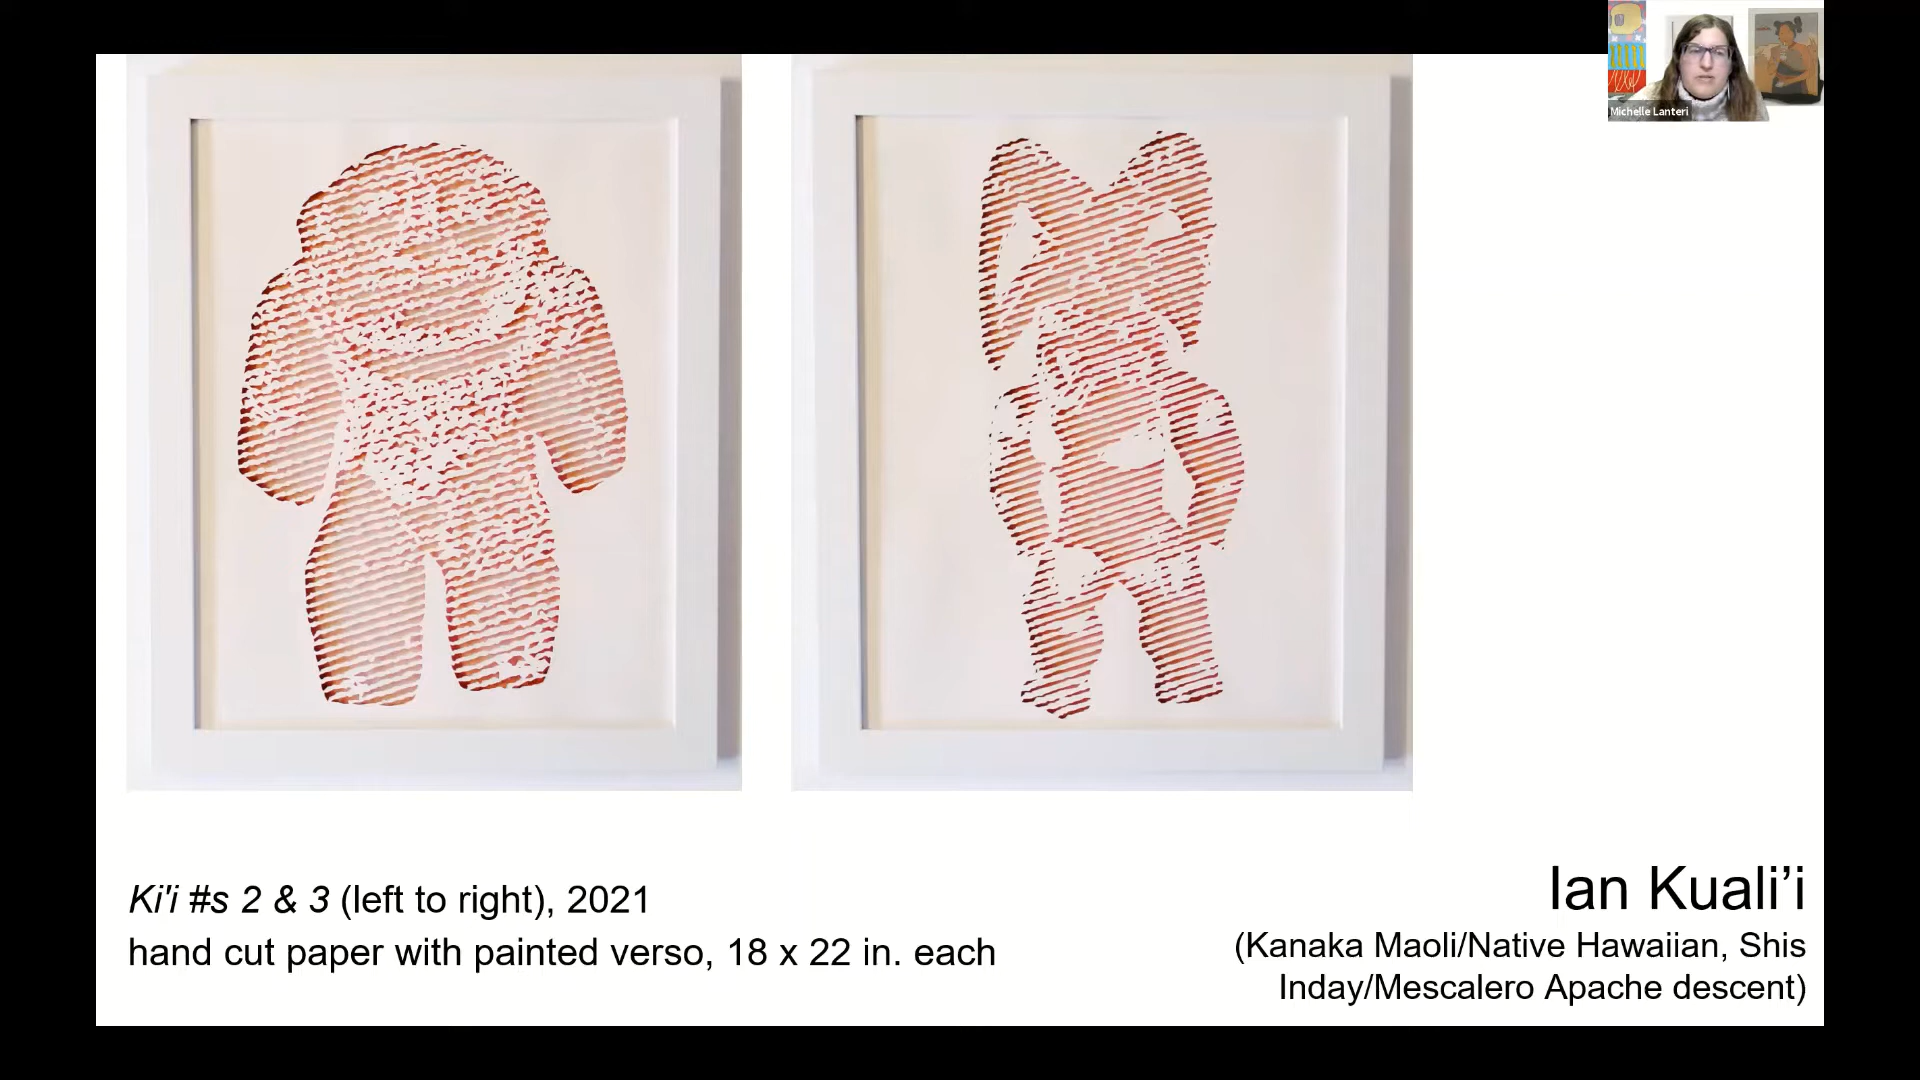 Michelle Lanteri
Ki'i #s 2 & 3 (left to right), 2021
hand cut paper with painted verso, 18 x 22 in. each
Ian Kuali’i
(Kanaka Maoli/Native Hawaiian, Shis
Inday/Mescalero Apache descent)